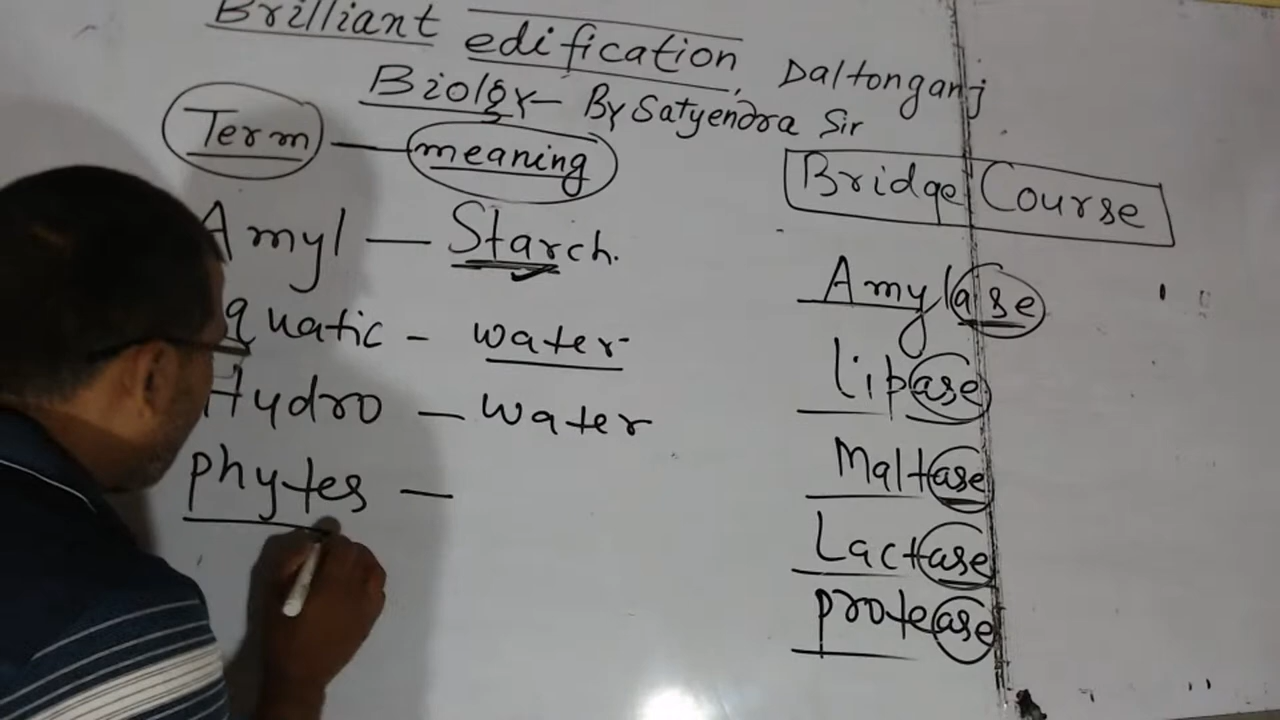 Brilliant edification, Daltonganj
Biology - By Satyendra Sir
Term — meaning
Amyl — Starch.
quatic - water
Hydro — water
phytes —
Bridge Course
Amylase
Lipase
Maltase
Lactase
protease